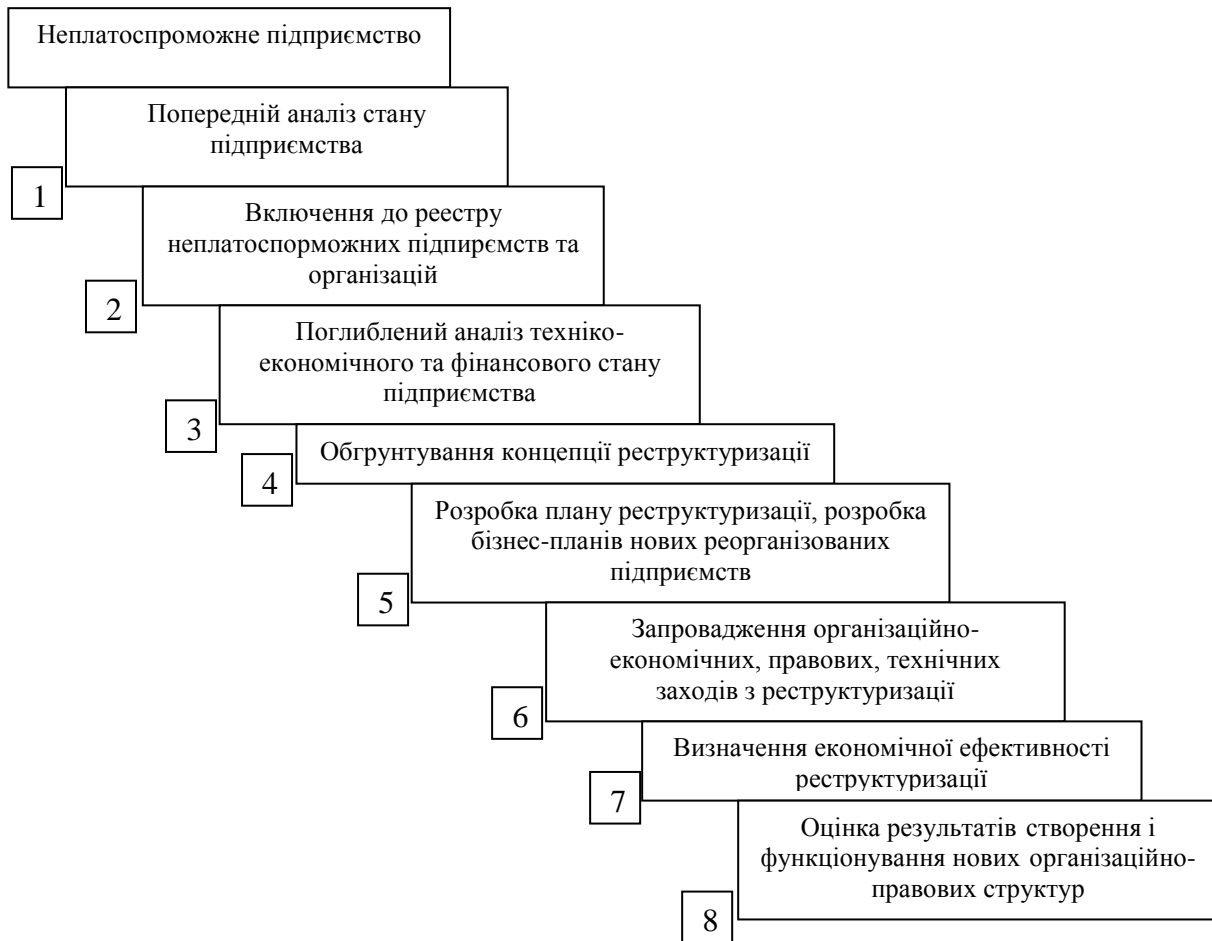 Неплатоспроможне підприємство
Попередній аналіз стану
підприємства
1
Включення до реестру
неплатоспорможних підпирємств та
організацій
2
Поглиблений аналіз техніко-
економічного та фінансового стану
підприємства
3
Обгрунтування концепції реструктуризації
4
Розробка плану реструктуризації, розробка
бізнес-планів нових реорганізованих
підприємств
5
Запровадження організаційно-
економічних, правових, технічних
заходів з реструктуризації
6
Визначення економічної ефективності
реструктуризації
7
Оцінка результатів створення і
функціонування нових організаційно-
правових структур
8